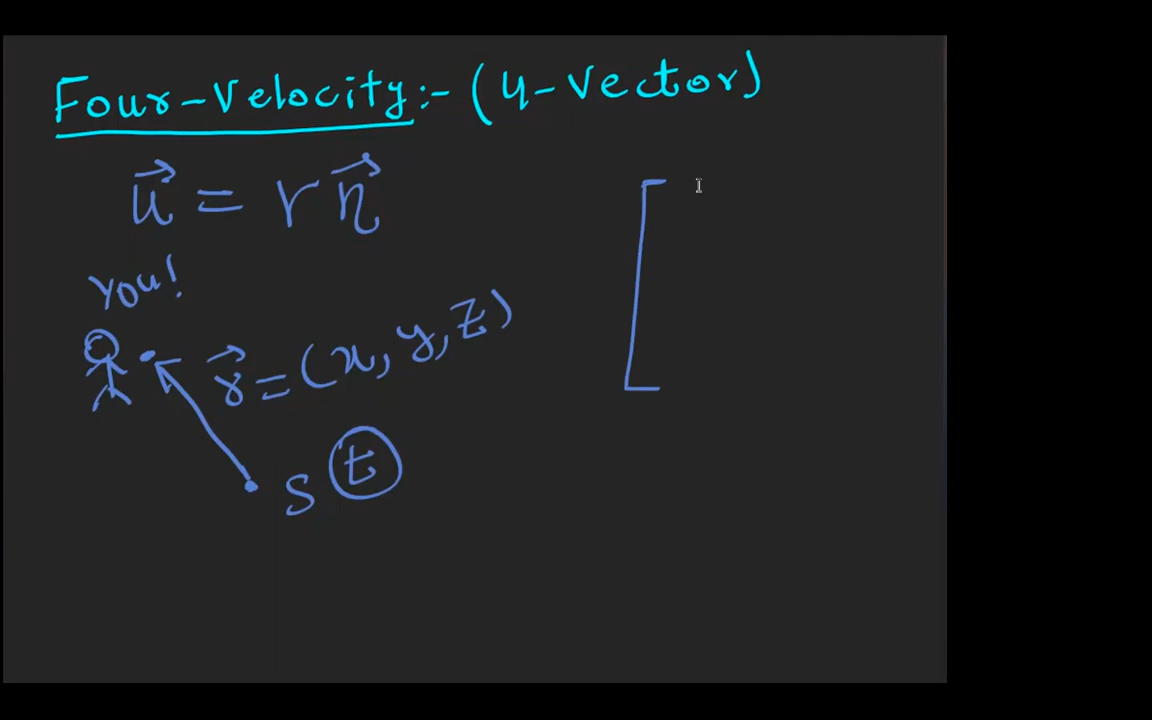 Four-Velocity:- (4-Vector)
u⃗ = r η⃗
You!
r⃗ = (x, y, z)
S t